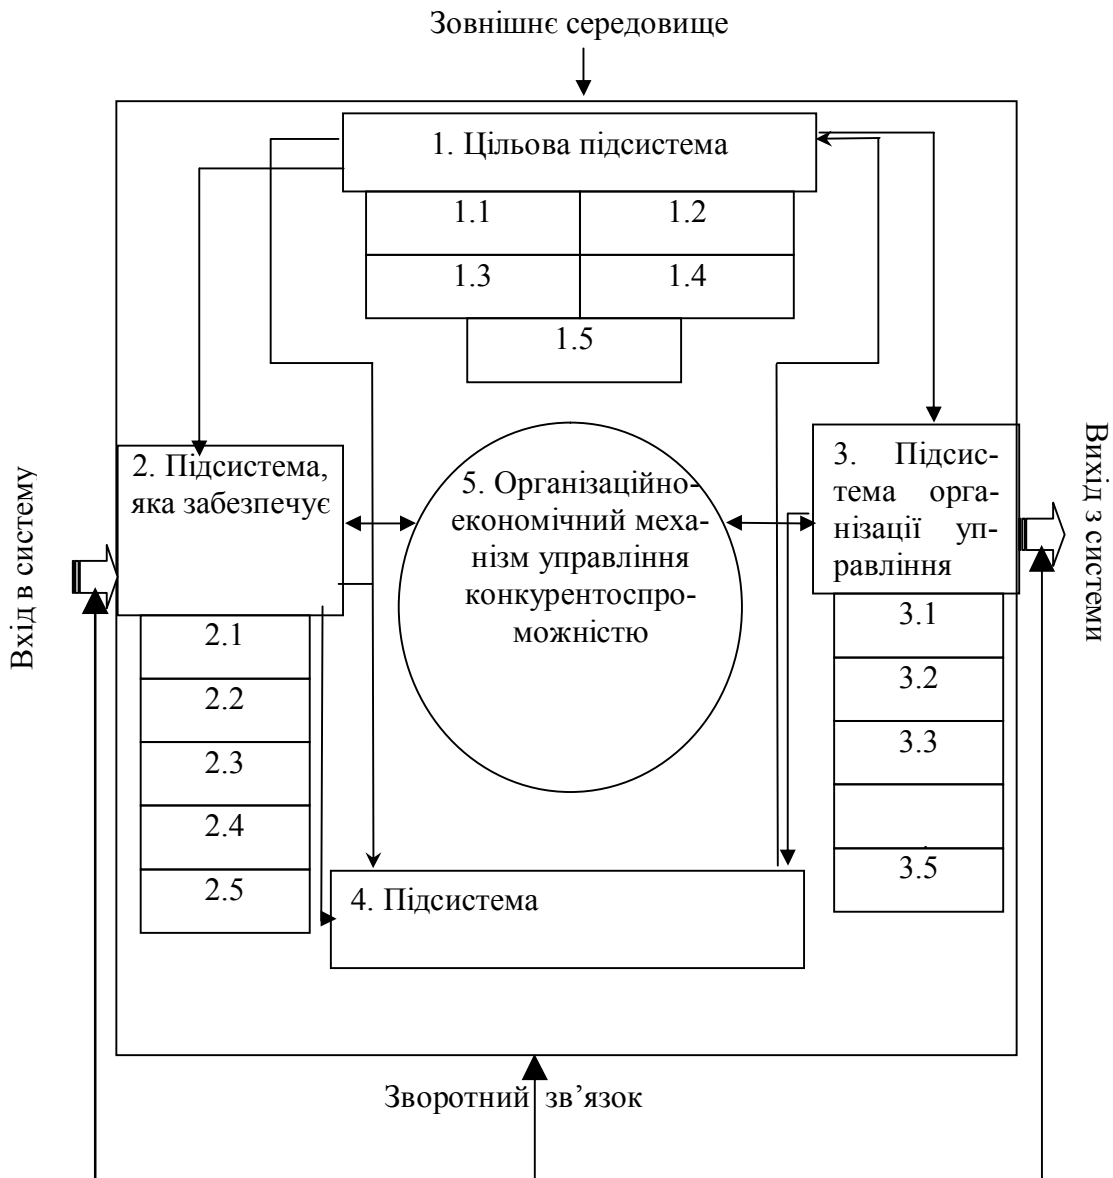 Зовнішнє середовище
1. Цільова підсистема
1.1
1.2
1.3
1.4
1.5
Вхід в систему
2. Підсистема,
яка забезпечує
2.1
2.2
2.3
2.4
2.5
5. Організаційно-
економічний меха-
нізм управління
конкурентоспро-
можністю
3. Підсис-
тема орга-
нізації уп-
равління
3.1
3.2
3.3
3.5
Вихід з системи
4. Підсистема
Зворотний зв’язок